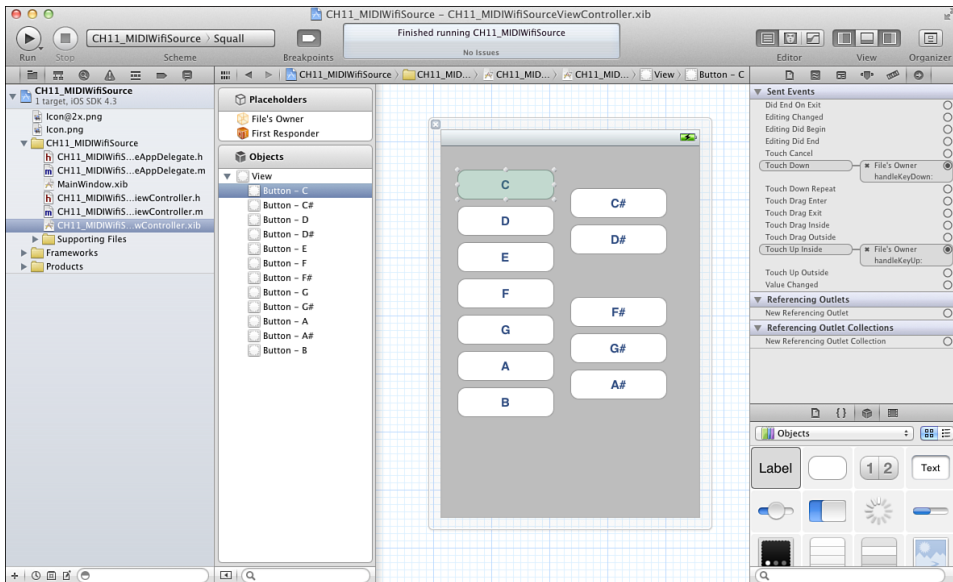 CH11_MIDIWifiSource – CH11_MIDIWifiSourceViewController.xib
Run
Stop
CH11_MIDIWifiSource › Squall
Scheme
Breakpoints
Finished running CH11_MIDIWifiSource
No Issues
Editor
View
Organizer
CH11_MIDIWifiSource
1 target, iOS SDK 4.3
Icon@2x.png
Icon.png
CH11_MIDIWifiSource
CH11_MIDIWifiS...eAppDelegate.h
CH11_MIDIWifiS...eAppDelegate.m
MainWindow.xib
CH11_MIDIWifiS...iewController.h
CH11_MIDIWifiS...iewController.m
CH11_MIDIWifiS...wController.xib
Supporting Files
Frameworks
Products
CH11_MIDIWifiSource › CH11_MID... › CH11_MID... › CH11_MID... › View › Button – C
Placeholders
File's Owner
First Responder
Objects
View
Button – C
Button – C#
Button – D
Button – D#
Button – E
Button – F
Button – F#
Button – G
Button – G#
Button – A
Button – A#
Button – B
C
D
E
F
G
A
B
C#
D#
F#
G#
A#
Sent Events
Did End On Exit
Editing Changed
Editing Did Begin
Editing Did End
Touch Cancel
Touch Down
File's Owner
handleKeyDown:
Touch Down Repeat
Touch Drag Enter
Touch Drag Exit
Touch Drag Inside
Touch Drag Outside
Touch Up Inside
File's Owner
handleKeyUp:
Touch Up Outside
Value Changed
Referencing Outlets
New Referencing Outlet
Referencing Outlet Collections
New Referencing Outlet Collection
Objects
Label
1 2
Text